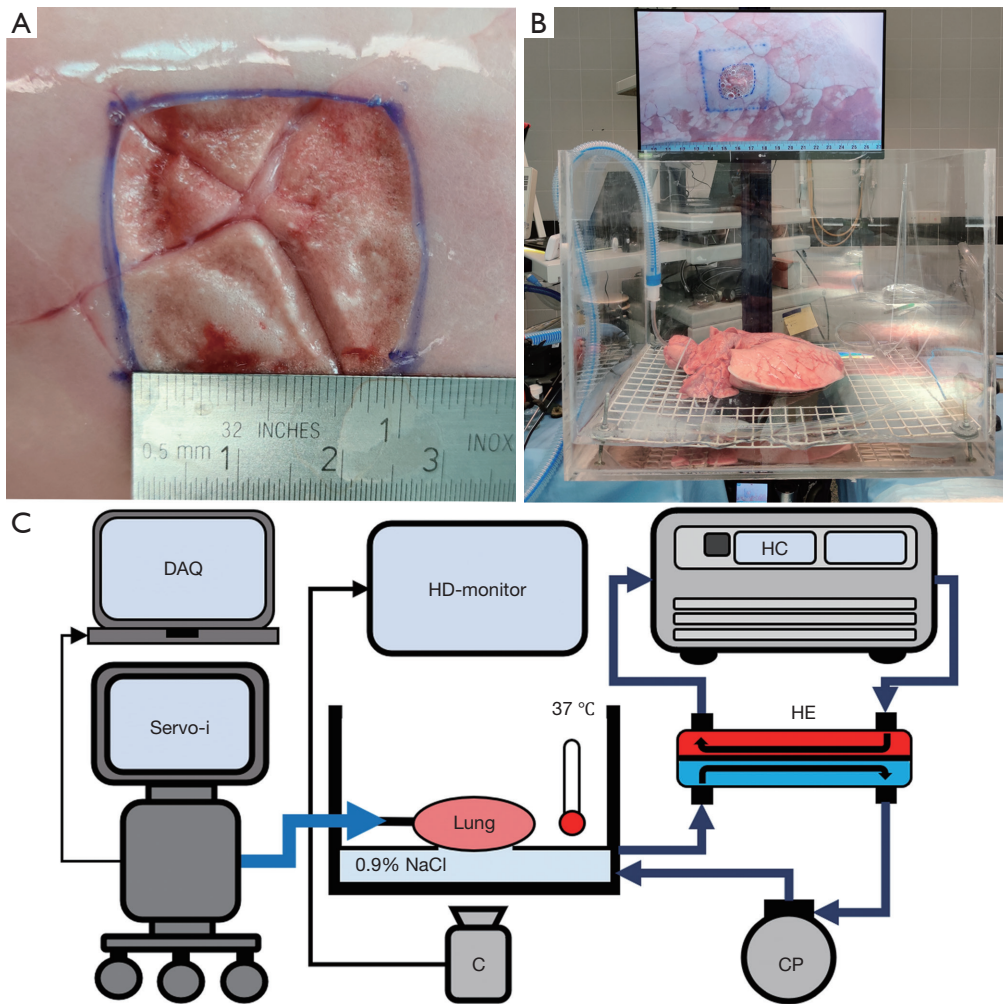 A
32 INCHES 1
0.5 mm 1 2 3
INOX
B
C
DAQ
HD-monitor
HC
Servo-i
37 °C
HE
Lung
0.9% NaCl
C
CP